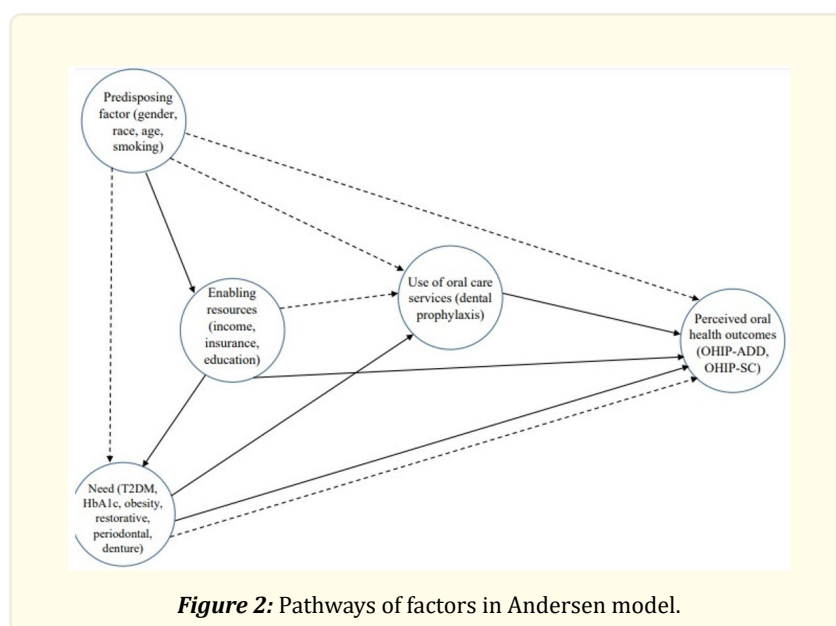 Predisposing
factor (gender,
race, age,
smoking)
Enabling
resources
(income,
insurance,
education)
Use of oral care
services (dental
prophylaxis)
Perceived oral
health outcomes
(OHIP-ADD,
OHIP-SC)
Need (T2DM,
HbA1c, obesity,
restorative,
periodontal,
denture)
Figure 2: Pathways of factors in Andersen model.